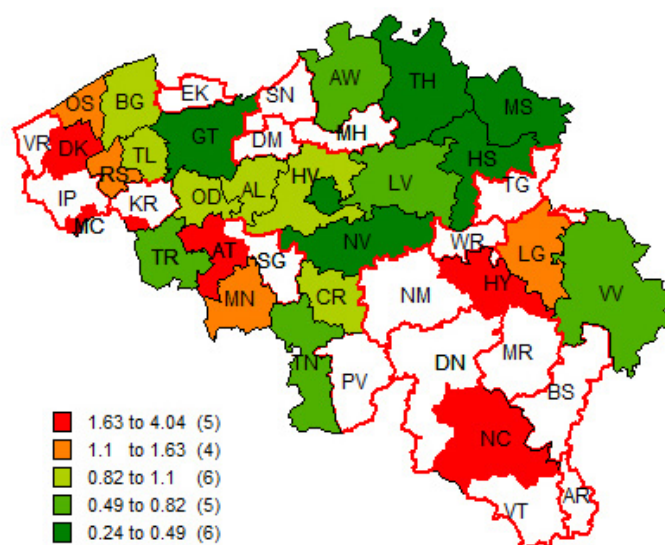 AW
TH
OS
BG
EK
SN
MS
VR
DK
TL
GT
DM
MH
HS
RS
HV
IP
KR
OD
AL
LV
TG
MC
TR
AT
SG
NV
WR
LG
MN
CR
NM
HY
VV
TN
PV
DN
MR
BS
NC
VT
AR
1.63 to 4.04 (5)
1.1 to 1.63 (4)
0.82 to 1.1 (6)
0.49 to 0.82 (5)
0.24 to 0.49 (6)